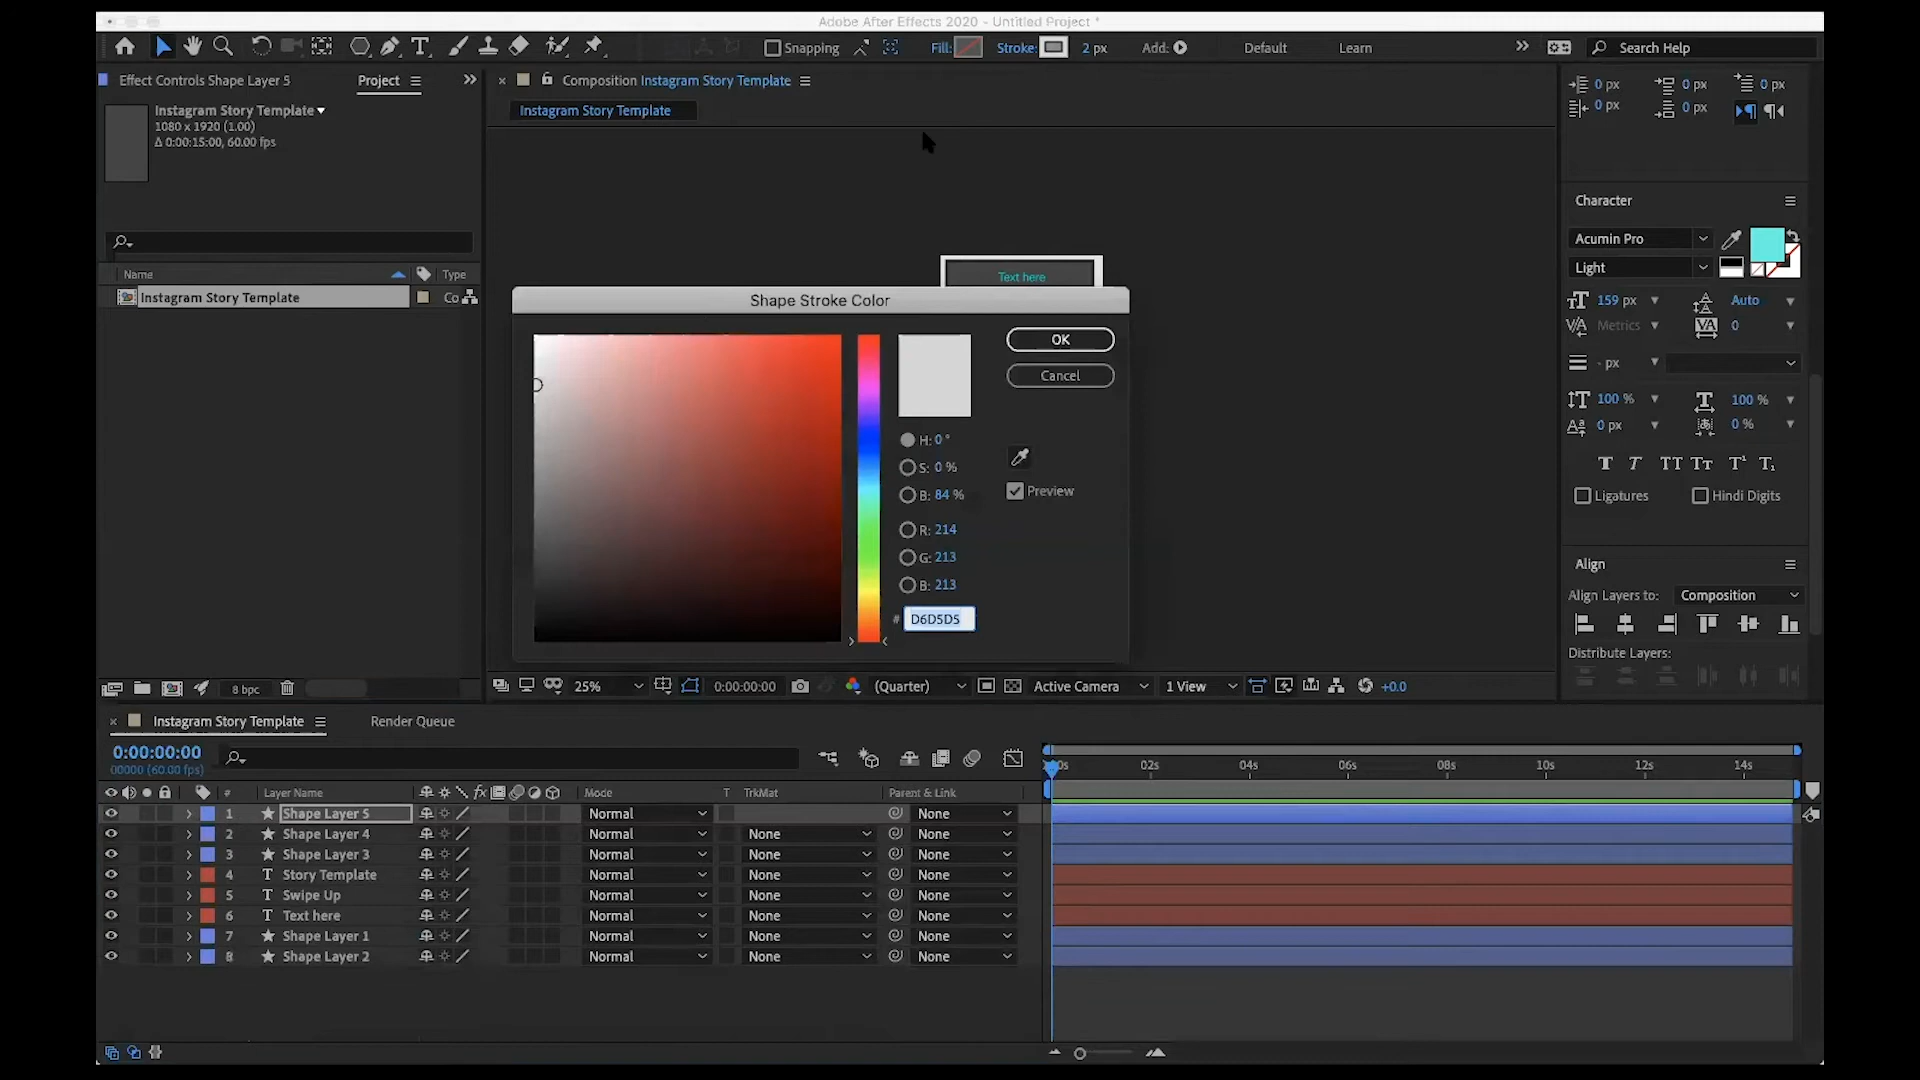 Adobe After Effects 2020 - Untitled Project *
Snapping
Fill:
Stroke:
2 px
Add:
Default
Learn
Search Help
Effect Controls Shape Layer 5
Project
Composition Instagram Story Template
Instagram Story Template
Instagram Story Template
1080 x 1920 (1.00)
Δ 0:00:15:00, 60.00 fps
Name
Type
Instagram Story Template
Co
Text here
Shape Stroke Color
OK
Cancel
H: 0 °
S: 0 %
B: 84 %
Preview
R: 214
G: 213
B: 213
# D6D5D5
0 px
0 px
0 px
0 px
0 px
Character
Acumin Pro
Light
159 px
Auto
Metrics
0
- px
100 %
100 %
0 px
0 %
T T TT Tт T¹ T₁
Ligatures
Hindi Digits
Align
Align Layers to:
Composition
Distribute Layers:
8 bpc
25%
0:00:00:00
(Quarter)
Active Camera
1 View
+0.0
Instagram Story Template
Render Queue
0:00:00:00
00000 (60.00 fps)
0s 02s 04s 06s 08s 10s 12s 14s
# Layer Name fx Mode T TrkMat Parent & Link
1 Shape Layer 5 Normal None
2 Shape Layer 4 Normal None None
3 Shape Layer 3 Normal None None
4 T Story Template Normal None None
5 T Swipe Up Normal None None
6 T Text here Normal None None
7 Shape Layer 1 Normal None None
8 Shape Layer 2 Normal None None